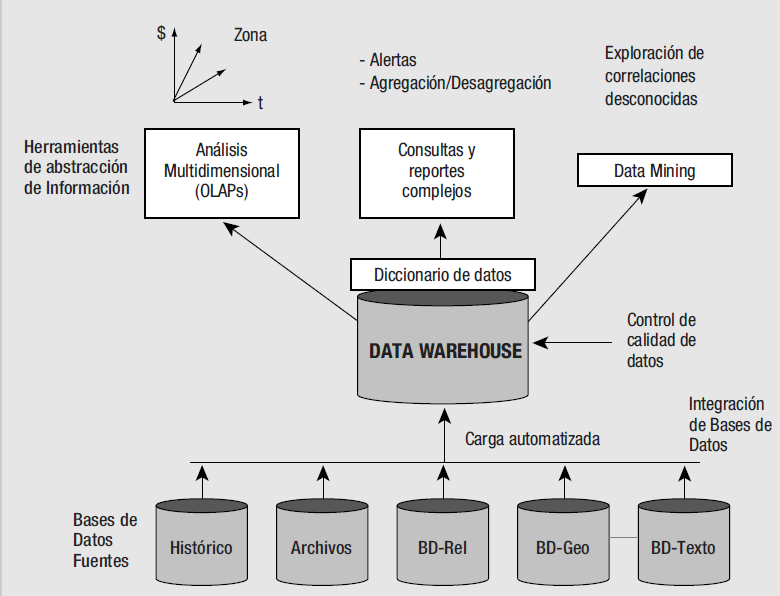 $
Zona
t
- Alertas
- Agregación/Desagregación
Exploración de
correlaciones
desconocidas
Herramientas
de abstracción
de Información
Análisis
Multidimensional
(OLAPs)
Consultas y
reportes
complejos
Data Mining
Diccionario de datos
DATA WAREHOUSE
Control de
calidad de
datos
Integración
de Bases de
Datos
Carga automatizada
Bases de
Datos
Fuentes
Histórico
Archivos
BD-Rel
BD-Geo
BD-Texto